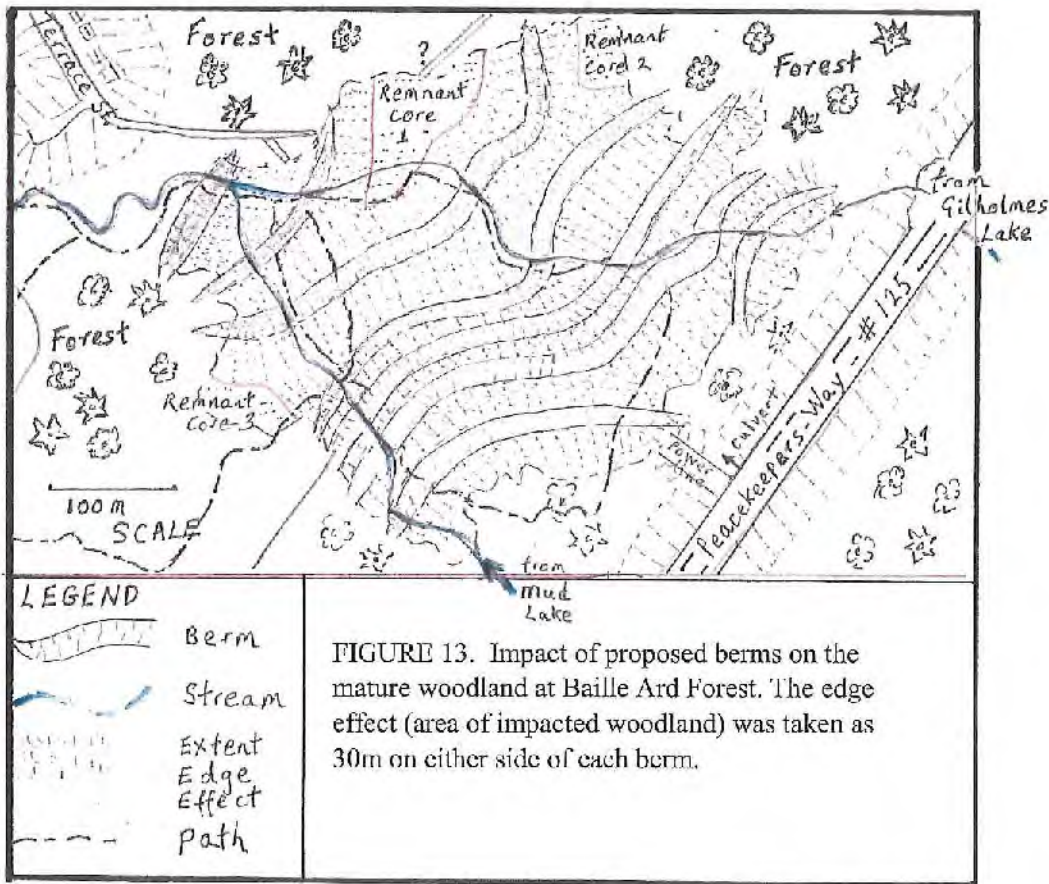 Terrace St.
Forest
?
Remnant
Core
Remnant
Core 2
Forest
from
Gilholmes
Lake
Forest
Remnant
Core-3
100 m
SCALE
Power
line
culvert
Peacekeepers-Way-#125
from
Mud
Lake
LEGEND
Berm
Stream
Extent
Edge
Effect
Path
FIGURE 13. Impact of proposed berms on the
mature woodland at Baille Ard Forest. The edge
effect (area of impacted woodland) was taken as
30m on either side of each berm.